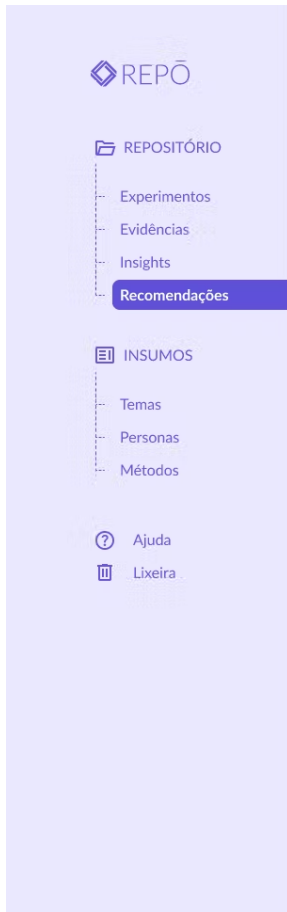 REPŌ
REPOSITÓRIO
Experimentos
Evidências
Insights
Recomendações
INSUMOS
Temas
Personas
Métodos
Ajuda
Lixeira